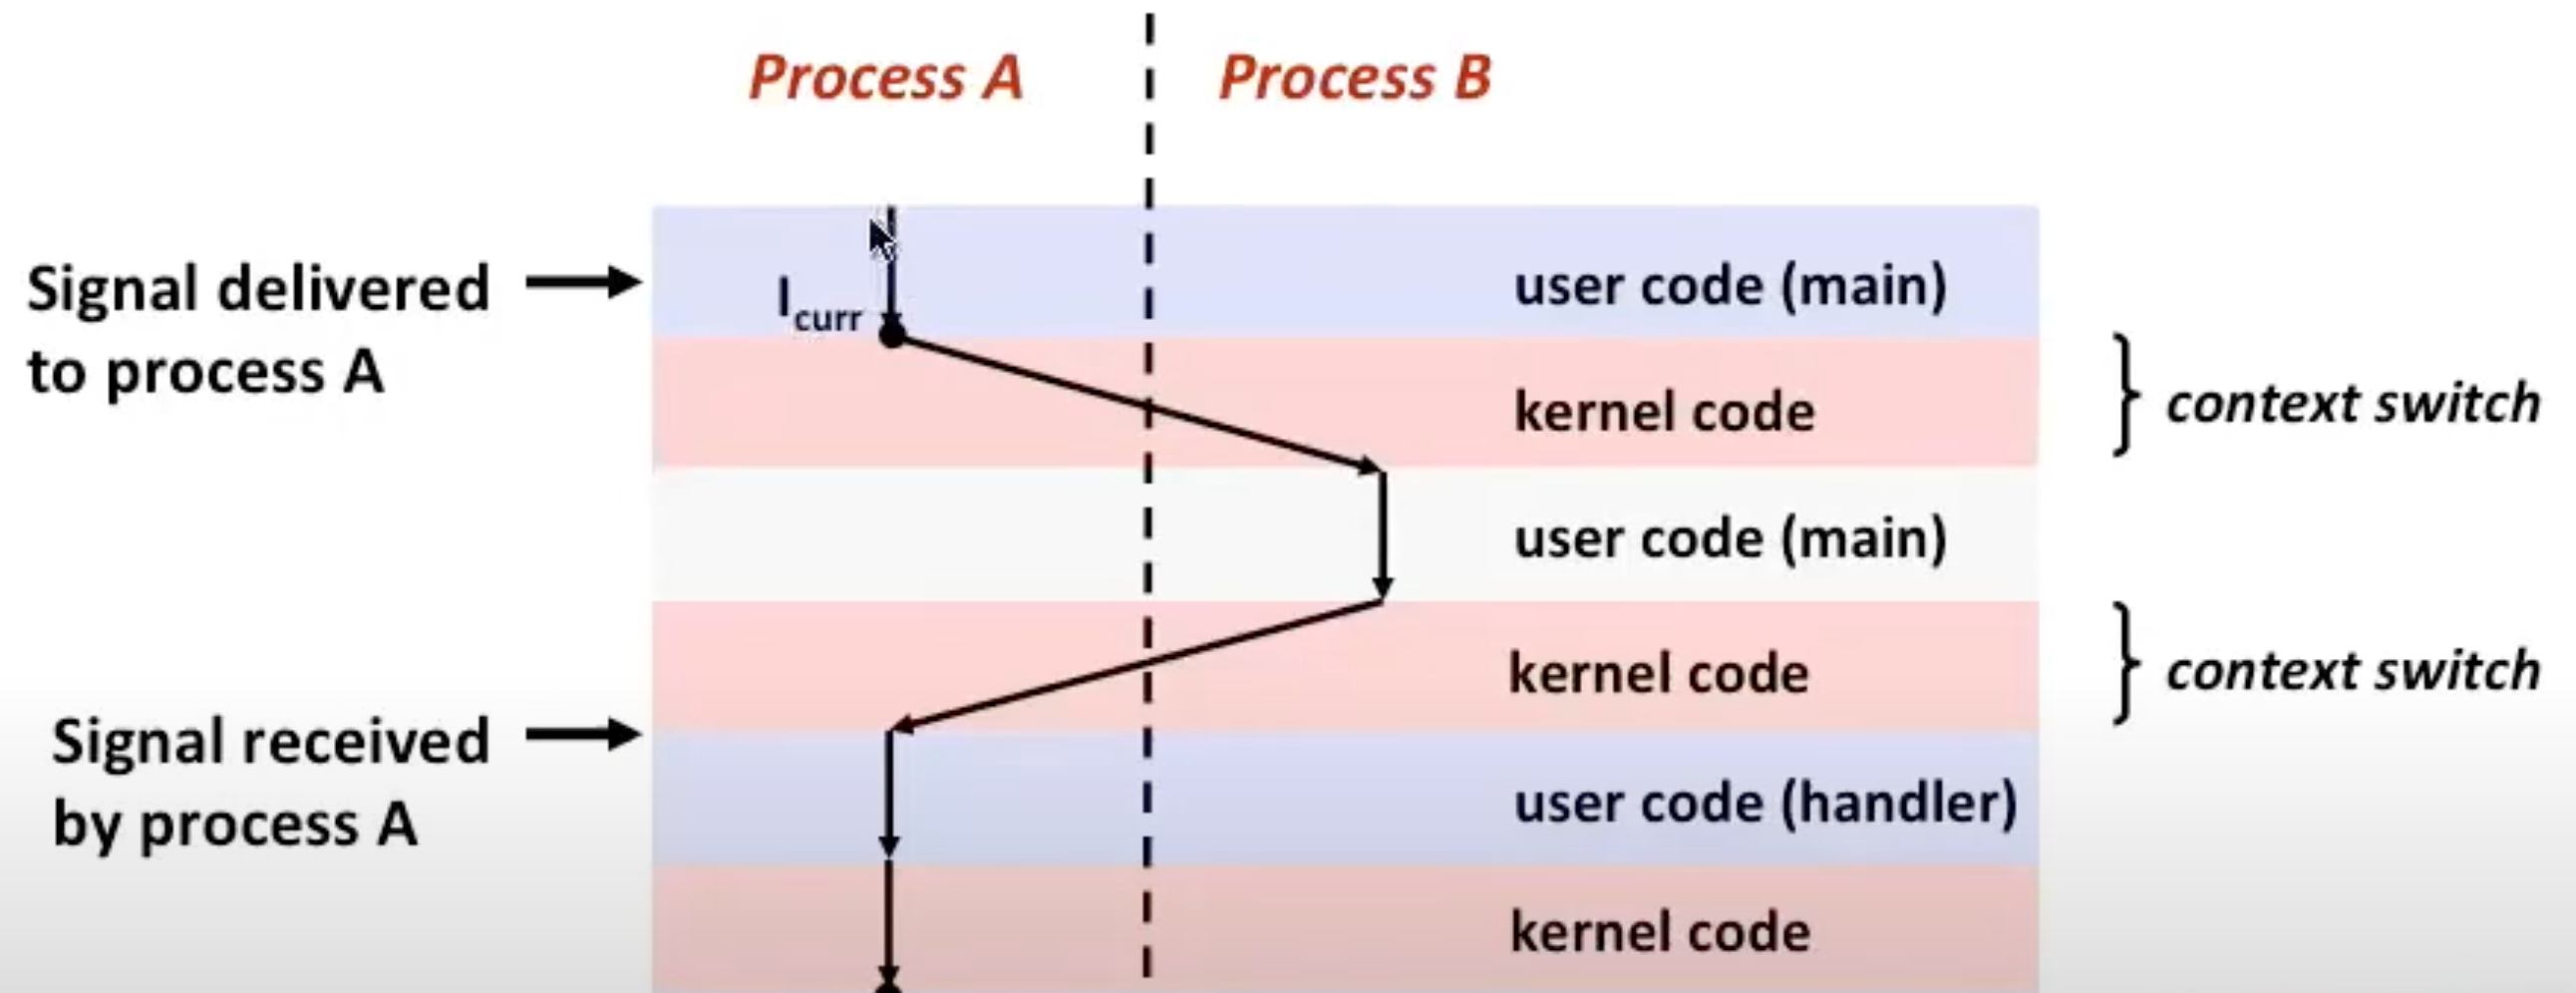 Process A
Process B
Signal delivered
to process A
I curr
user code (main)
kernel code
context switch
user code (main)
kernel code
context switch
Signal received
by process A
user code (handler)
kernel code